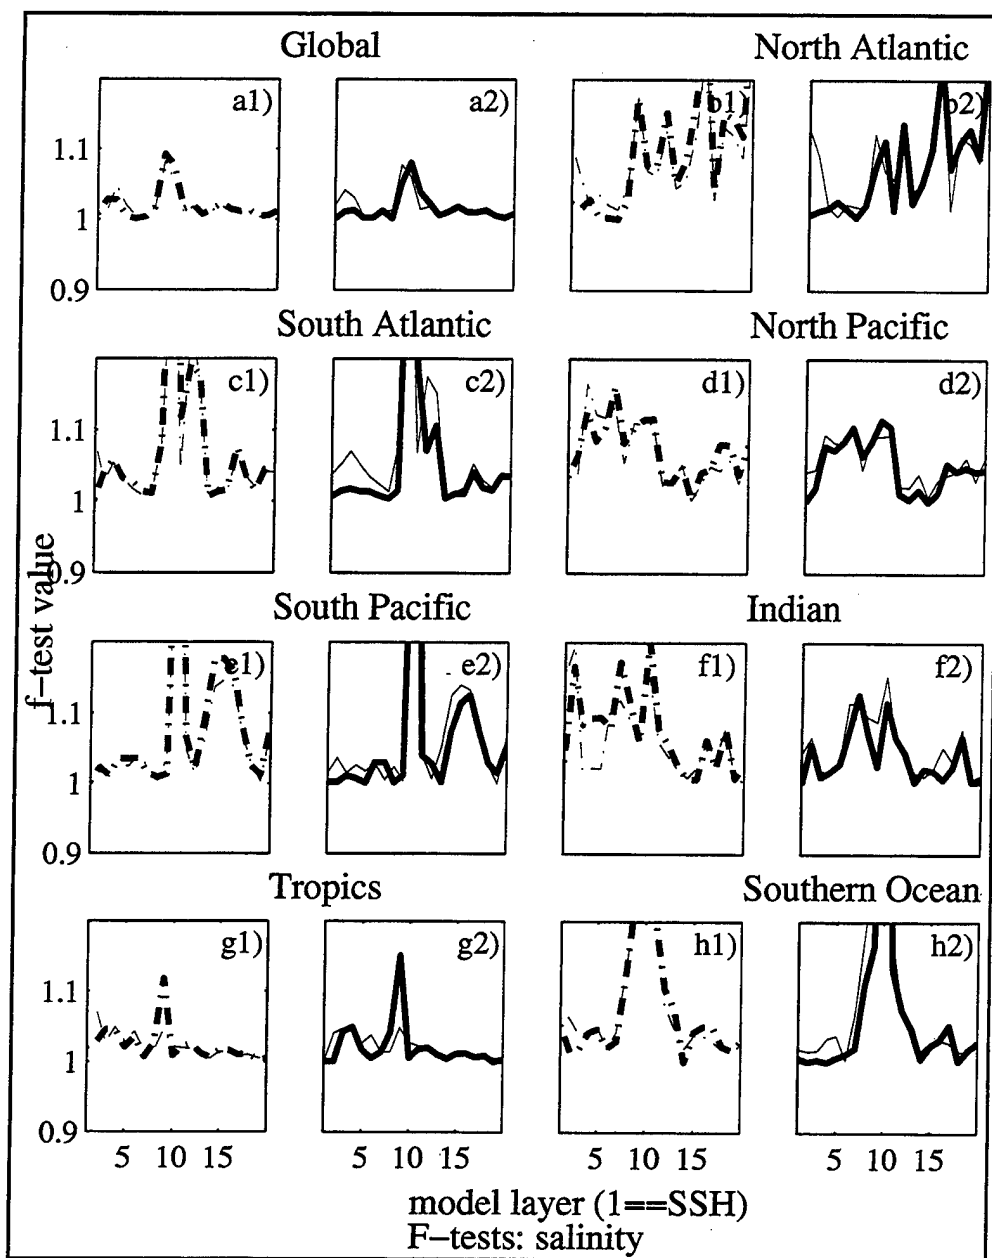 Global
North Atlantic
a1)
a2)
b1)
b2)
1.1
1
0.9
South Atlantic
North Pacific
c1)
c2)
d1)
d2)
1.1
1
0.9
f-test value
South Pacific
Indian
e1)
e2)
f1)
f2)
1.1
1
0.9
Tropics
Southern Ocean
g1)
g2)
h1)
h2)
1.1
1
0.9
5 10 15
5 10 15
5 10 15
5 10 15
model layer (1==SSH)
F-tests: salinity